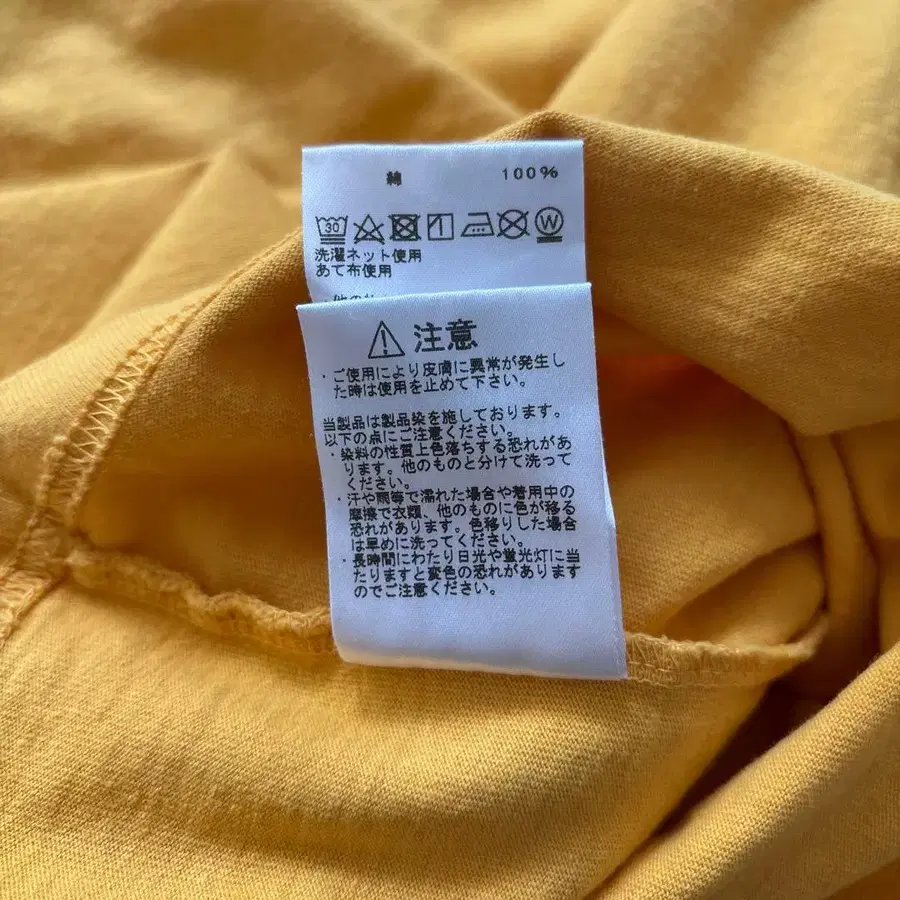 綿 100%
30 W
洗濯ネット使用
あて布使用
注意
・ご使用により皮膚に異常が発生し
た時は使用を止めて下さい。
当製品は製品染を施しております。
以下の点にご注意ください。
・染料の性質上色落ちする恐れがあ
ります。他のものと分けて洗って
ください。
・汗や雨等で濡れた場合や着用中の
摩擦で衣類、他のものに色が移る
恐れがあります。色移りした場合
は早めに洗ってください。
・長時間にわたり日光や蛍光灯に当
たりますと変色の恐れがあります
のでご注意ください。